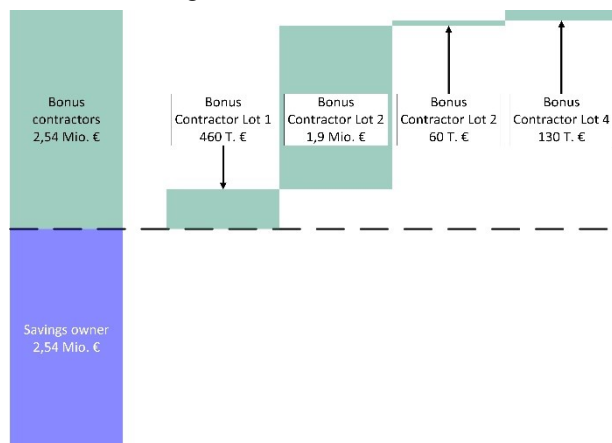 Bonus
contractors
2,54 Mio. €
Bonus
Contractor Lot 1
460 T. €
Bonus
Contractor Lot 2
1,9 Mio. €
Bonus
Contractor Lot 2
60 T. €
Bonus
Contractor Lot 4
130 T. €
Savings owner
2,54 Mio. €